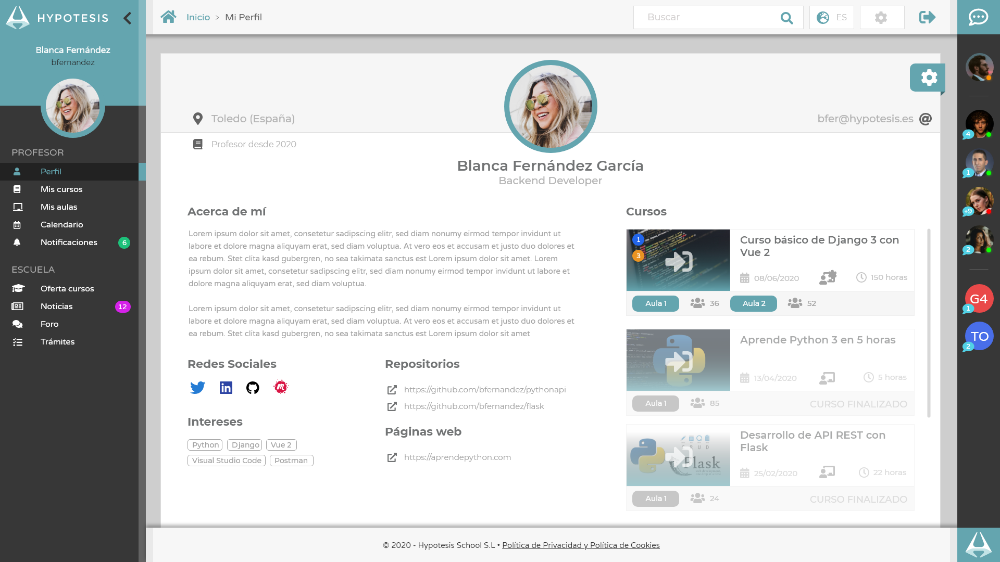 HYPOTESIS
Blanca Fernández
bfernandez
PROFESOR
Perfil
Mis cursos
Mis aulas
Calendario
Notificaciones 6
ESCUELA
Oferta cursos
Noticias 12
Foro
Trámites
Inicio > Mi Perfil
Buscar
ES
Toledo (España)
bfer@hypotesis.es @
Profesor desde 2020
Blanca Fernández García
Backend Developer
Acerca de mí
Lorem ipsum dolor sit amet, consetetur sadipscing elitr, sed diam nonumy eirmod tempor invidunt ut
labore et dolore magna aliquyam erat, sed diam voluptua. At vero eos et accusam et justo duo dolores et
ea rebum. Stet clita kasd gubergren, no sea takimata sanctus est Lorem ipsum dolor sit amet. Lorem
ipsum dolor sit amet, consetetur sadipscing elitr, sed diam nonumy eirmod tempor invidunt ut labore et
dolore magna aliquyam erat, sed diam voluptua.
Lorem ipsum dolor sit amet, consetetur sadipscing elitr, sed diam nonumy eirmod tempor invidunt ut
labore et dolore magna aliquyam erat, sed diam voluptua. At vero eos et accusam et justo duo dolores et
ea rebum. Stet clita kasd gubergren, no sea takimata sanctus est Lorem ipsum dolor sit amet
Redes Sociales
in
m
Intereses
Python Django Vue 2
Visual Studio Code Postman
Repositorios
https://github.com/bfernandez/pythonapi
https://github.com/bfernandez/flask
Páginas web
https://aprendepython.com
Cursos
1
3
Curso básico de Django 3 con
Vue 2
08/06/2020
150 horas
Aula 1 36 Aula 2 52
Aprende Python 3 en 5 horas
13/04/2020
5 horas
Aula 1 85 CURSO FINALIZADO
CRUD
Flask
Desarrollo de API REST con
Flask
25/02/2020
22 horas
Aula 1 24 CURSO FINALIZADO
4
1
+9
2
G4
1
TO
2
© 2020 - Hypotesis School S.L • Política de Privacidad y Política de Cookies